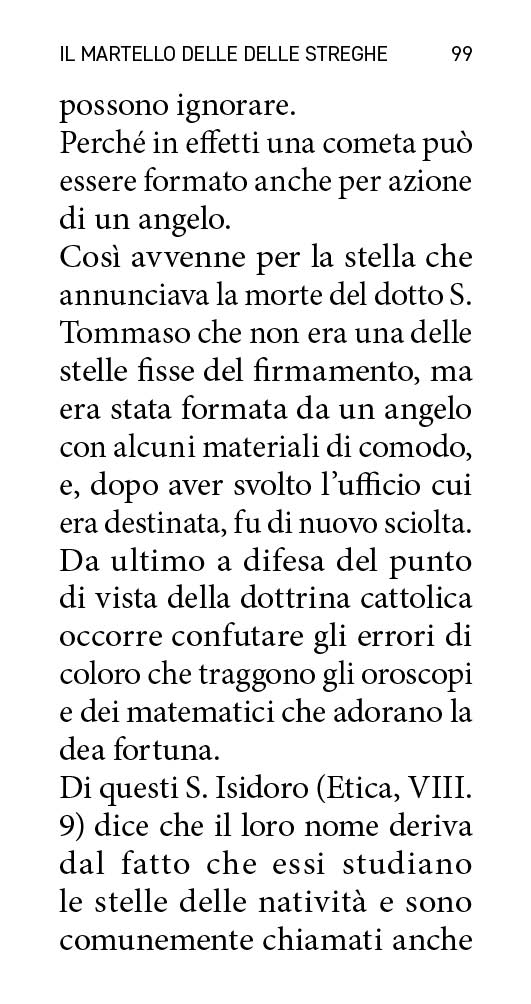 IL MARTELLO DELLE DELLE STREGHE 99
possono ignorare.
Perché in effetti una cometa può
essere formato anche per azione
di un angelo.
Così avvenne per la stella che
annunciava la morte del dotto S.
Tommaso che non era una delle
stelle fisse del firmamento, ma
era stata formata da un angelo
con alcuni materiali di comodo,
e, dopo aver svolto l’ufficio cui
era destinata, fu di nuovo sciolta.
Da ultimo a difesa del punto
di vista della dottrina cattolica
occorre confutare gli errori di
coloro che traggono gli oroscopi
e dei matematici che adorano la
dea fortuna.
Di questi S. Isidoro (Etica, VIII.
9) dice che il loro nome deriva
dal fatto che essi studiano
le stelle delle natività e sono
comunemente chiamati anche